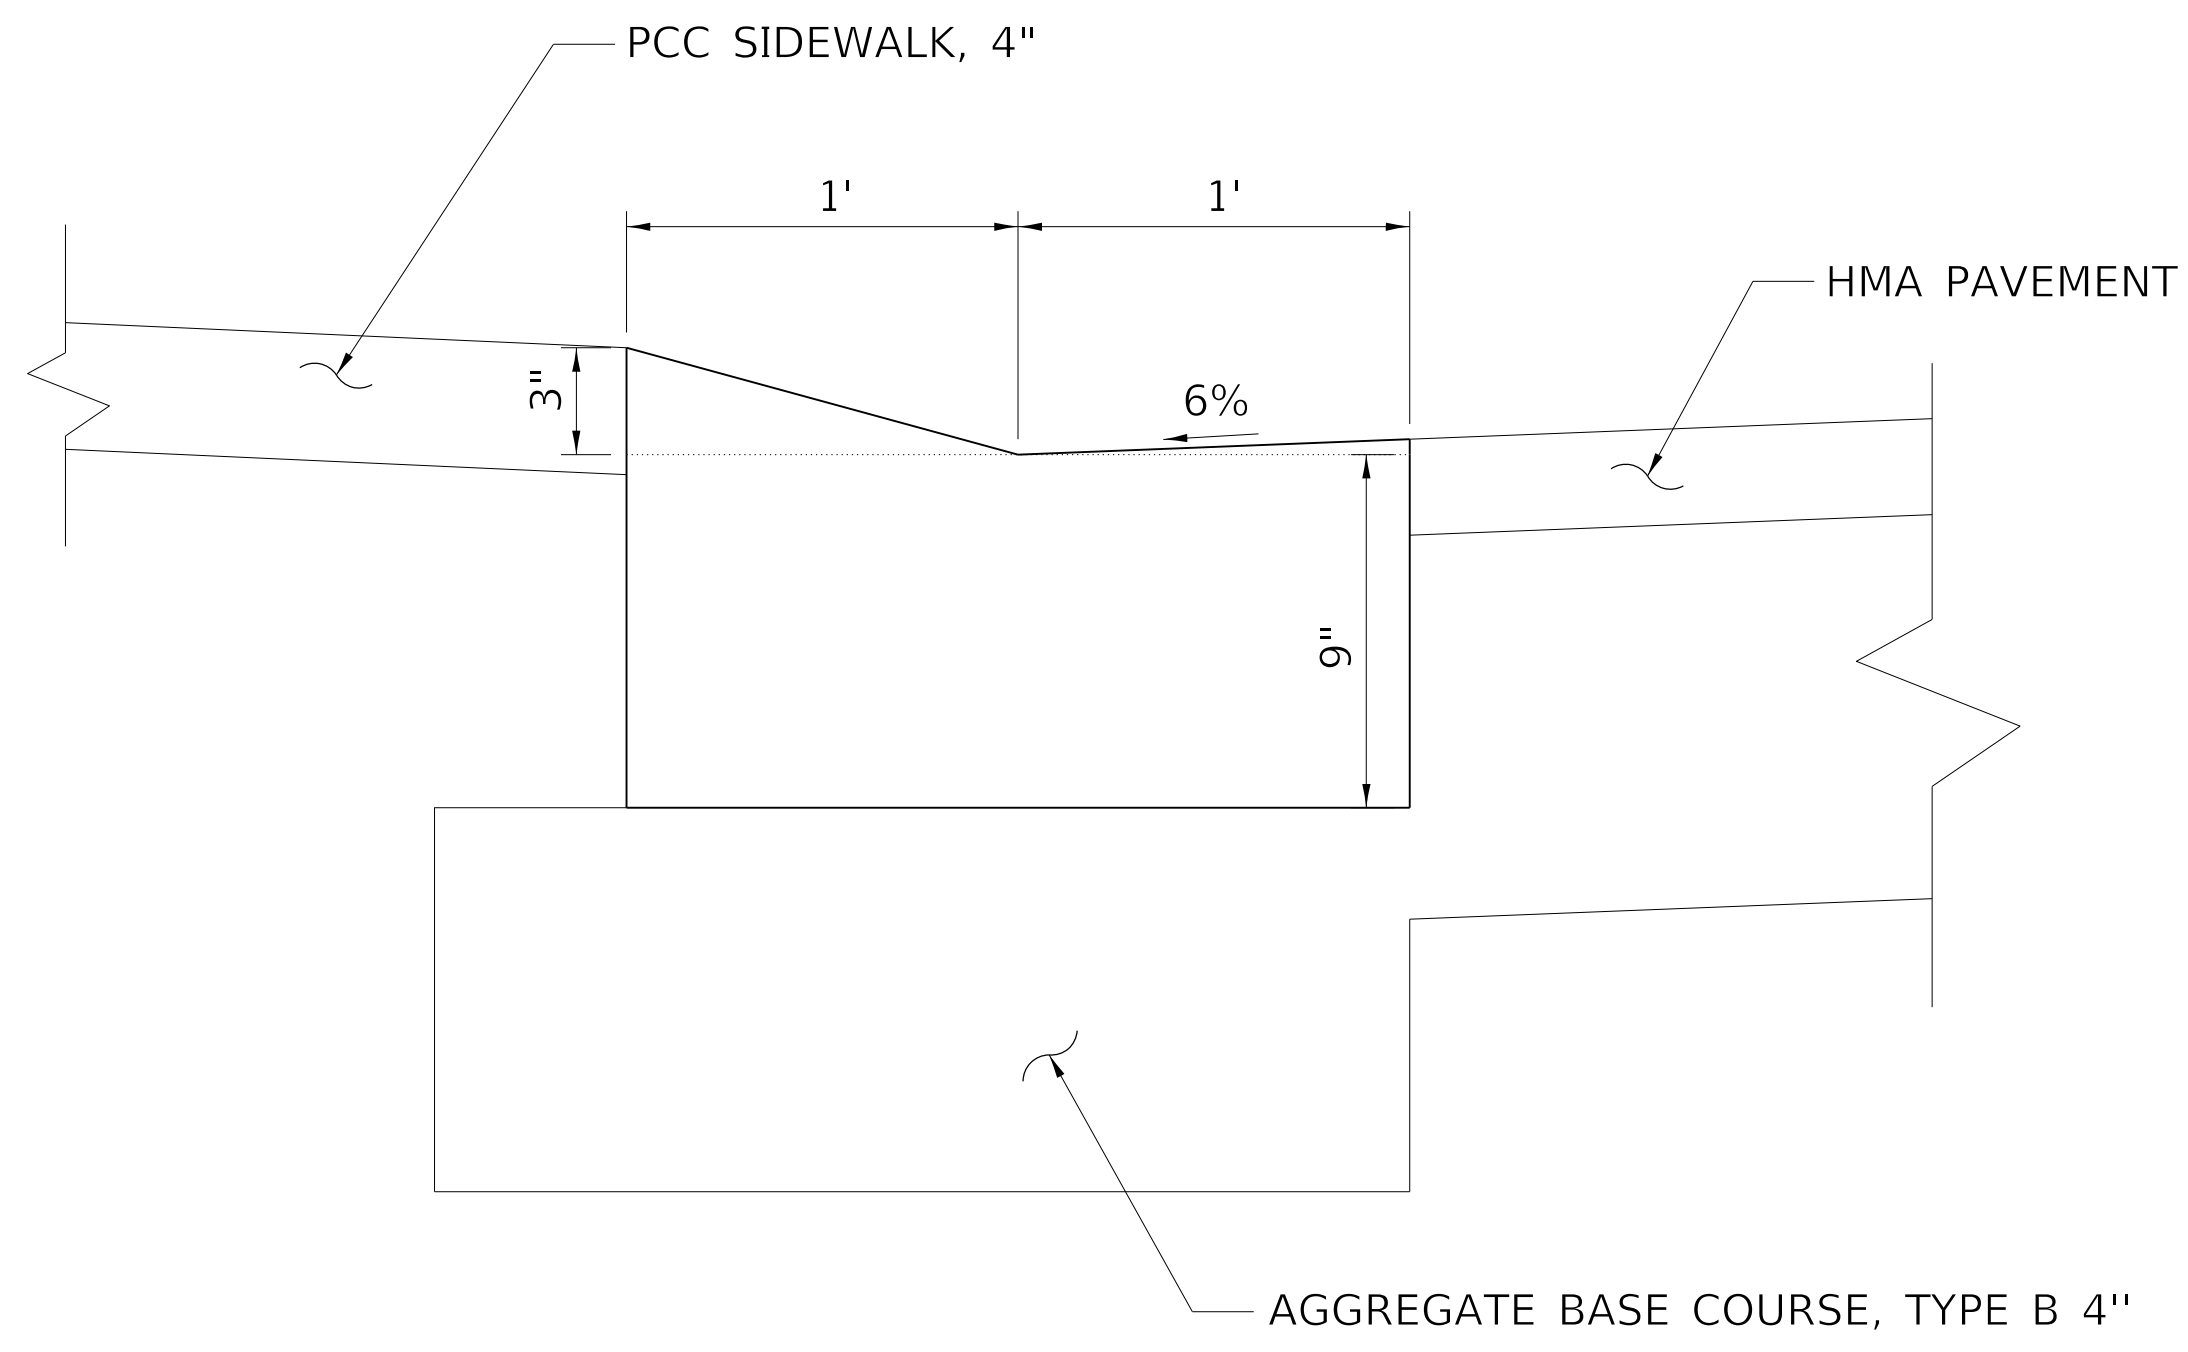 PCC SIDEWALK, 4"
1'
1'
HMA PAVEMENT
3"
6%
9"
AGGREGATE BASE COURSE, TYPE B 4''